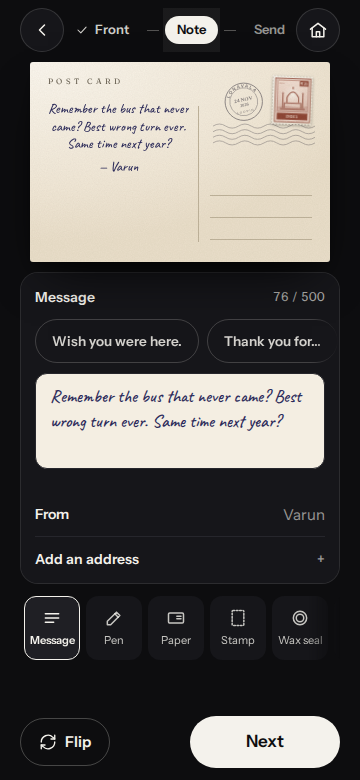 Front
Note
Send
POST CARD
LONAVALA
24 NOV
Remember the bus that never
came? Best wrong turn ever.
Same time next year?
– Varun
Message
76 / 500
Wish you were here.
Thank you for...
Remember the bus that never came? Best
wrong turn ever. Same time next year?
From
Varun
Add an address
+
Message
Pen
Paper
Stamp
Wax seal
Flip
Next